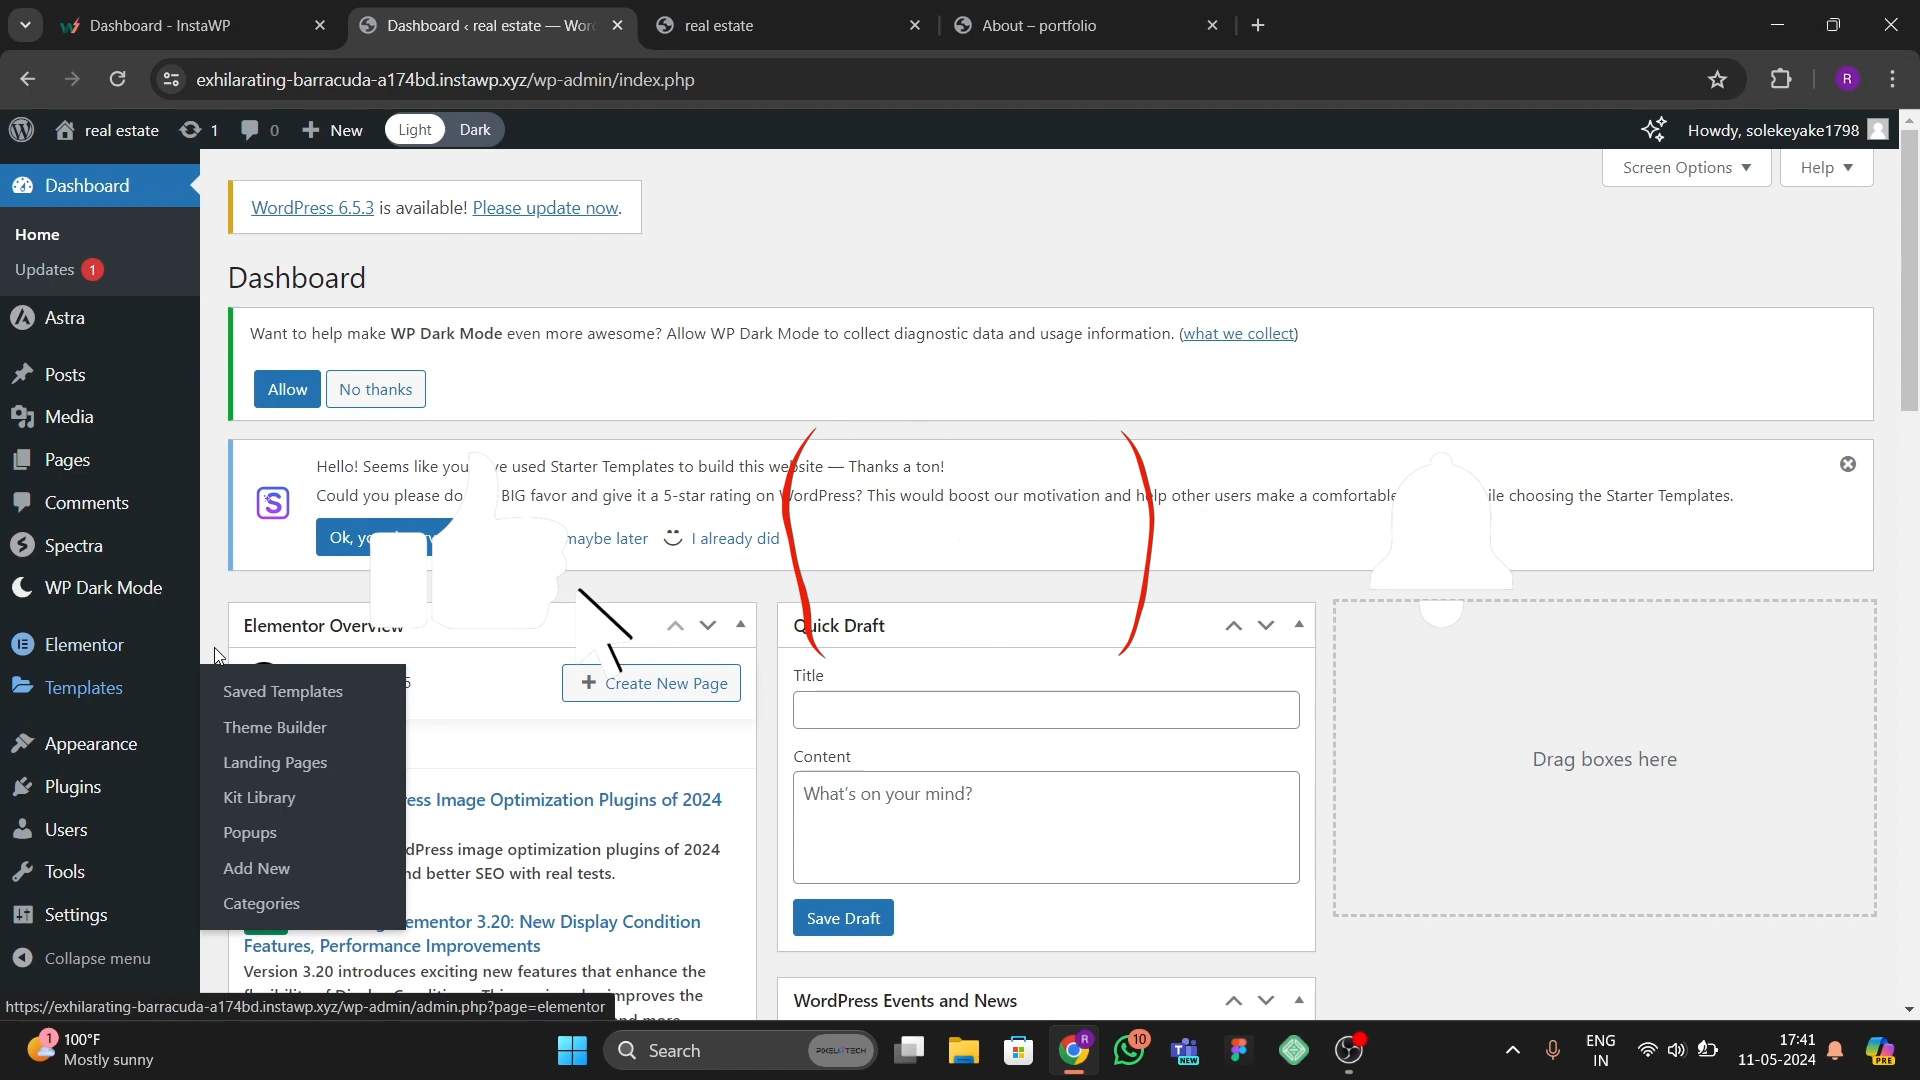 Dashboard - InstaWP
Dashboard ‹ real estate — Wor
real estate
About – portfolio
exhilarating-barracuda-a174bd.instawp.xyz/wp-admin/index.php
R
real estate
1
0
New
Light
Dark
Howdy, solekeyake1798
Dashboard
Home
Updates 1
Astra
Posts
Media
Pages
Comments
Spectra
WP Dark Mode
Elementor
Templates
Appearance
Plugins
Users
Tools
Settings
Collapse menu
Saved Templates
Theme Builder
Landing Pages
Kit Library
Popups
Add New
Categories
Screen Options
Help
WordPress 6.5.3 is available! Please update now.
Dashboard
Want to help make WP Dark Mode even more awesome? Allow WP Dark Mode to collect diagnostic data and usage information. (what we collect)
Allow
No thanks
Hello! Seems like you ve used Starter Templates to build this website — Thanks a ton!
Could you please do BIG favor and give it a 5-star rating on WordPress? This would boost our motivation and help other users make a comfortable ile choosing the Starter Templates.
Ok, yo
maybe later
I already did
Elementor Overview
Create New Page
ess Image Optimization Plugins of 2024
dPress image optimization plugins of 2024
nd better SEO with real tests.
ementor 3.20: New Display Condition
Features, Performance Improvements
Version 3.20 introduces exciting new features that enhance the
mproves the
Quick Draft
Title
Content
What's on your mind?
Save Draft
WordPress Events and News
Drag boxes here
https://exhilarating-barracuda-a174bd.instawp.xyz/wp-admin/admin.php?page=elementor
1
100°F
Mostly sunny
Search
PIXEL TECH
R
10
NEW
ENG
IN
17:41
11-05-2024
PRE